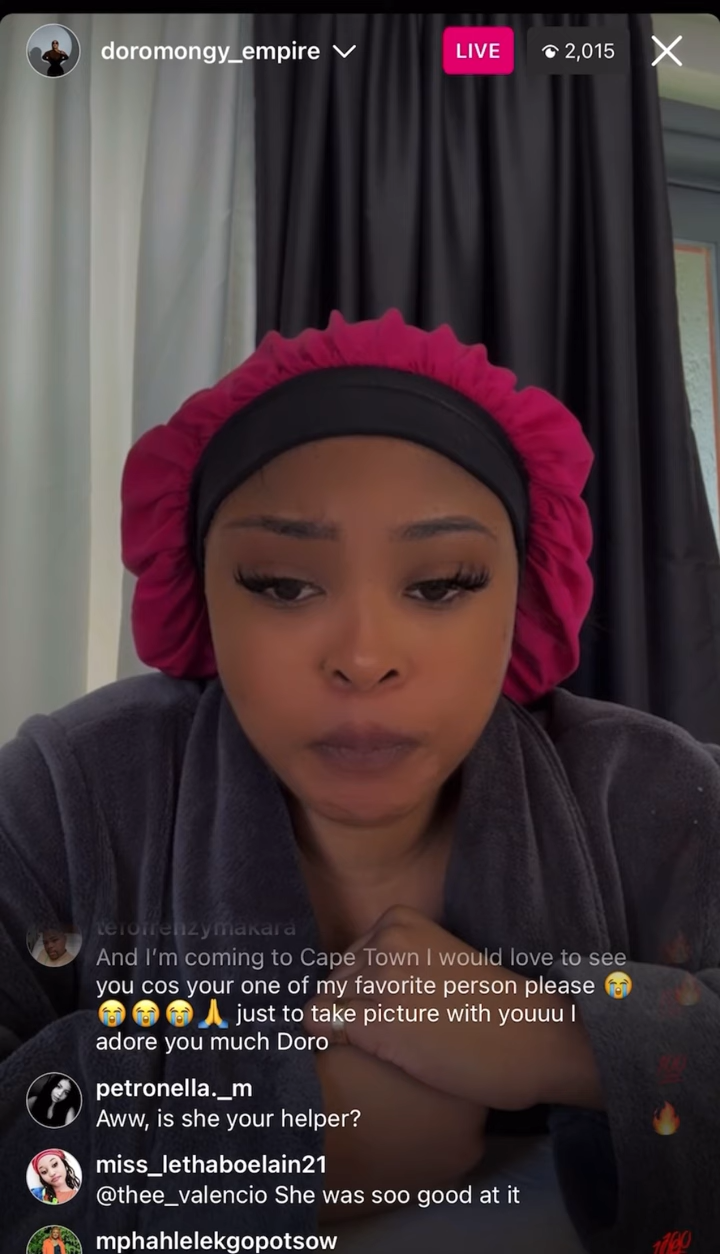 doromongy_empire
LIVE
2,015
tefofrenzymakara
And I’m coming to Cape Town I would love to see
you cos your one of my favorite person please 😭
😭😭😭🙏 just to take picture with youuu I
adore you much Doro
petronella._m
Aww, is she your helper?
miss_lethaboelain21
@thee_valencio She was soo good at it
mphahlelekgopotsow